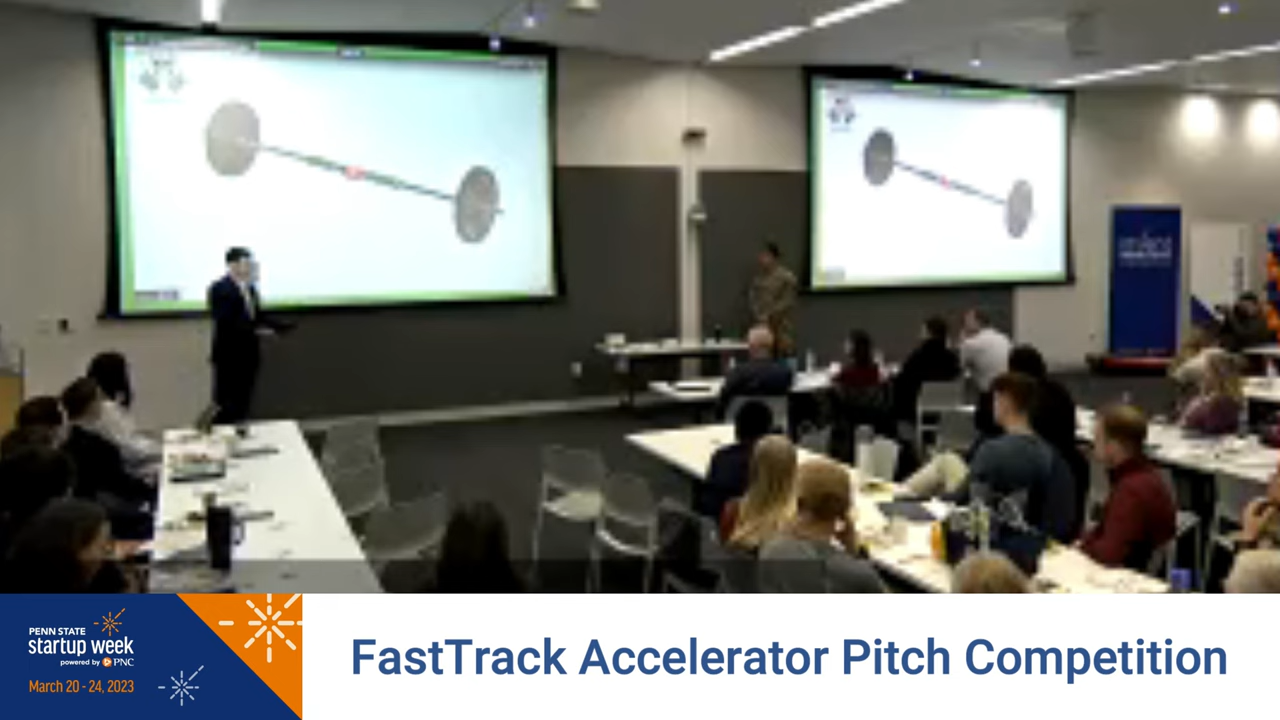 PENN STATE
startup week
powered by PNC
March 20 - 24, 2023
FastTrack Accelerator Pitch Competition